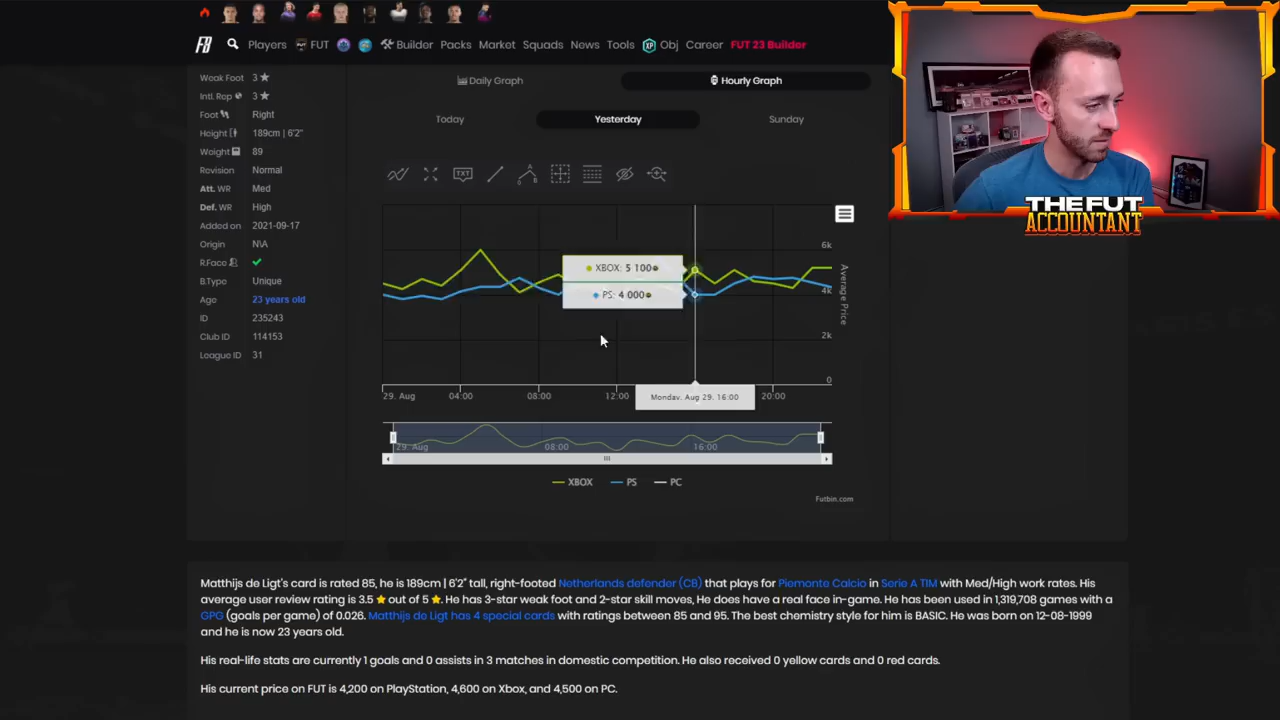 F8 Players FUT Builder Packs Market Squads News Tools XP Obj Career FUT 23 Builder
Weak Foot 3
Intl. Rep 3
Foot Right
Height 189cm | 6'2"
Weight 89
Revision Normal
Att. WR Med
Def. WR High
Added on 2021-09-17
Origin N\A
R.Face
B.Type Unique
Age 23 years old
ID 235243
Club ID 114153
League ID 31
Daily Graph Hourly Graph
Today Yesterday Sunday
TXT
6k
XBOX: 5 100
PS: 4 000
4k
2k
0
Average Price
29. Aug 04:00 08:00 12:00 Monday, Aug 29, 16:00 20:00
29. Aug 08:00 16:00
XBOX PS PC
Futbin.com
THE FUT
ACCOUNTANT
Matthijs de Ligt's card is rated 85, he is 189cm | 6'2" tall, right-footed Netherlands defender (CB) that plays for Piemonte Calcio in Serie A TIM with Med/High work rates. His
average user review rating is 3.5 out of 5 . He has 3-star weak foot and 2-star skill moves, He does have a real face in-game. He has been used in 1,319,708 games with a
GPG (goals per game) of 0.026. Matthijs de Ligt has 4 special cards with ratings between 85 and 95. The best chemistry style for him is BASIC. He was born on 12-08-1999
and he is now 23 years old.
His real-life stats are currently 1 goals and 0 assists in 3 matches in domestic competition. He also received 0 yellow cards and 0 red cards.
His current price on FUT is 4,200 on PlayStation, 4,600 on Xbox, and 4,500 on PC.